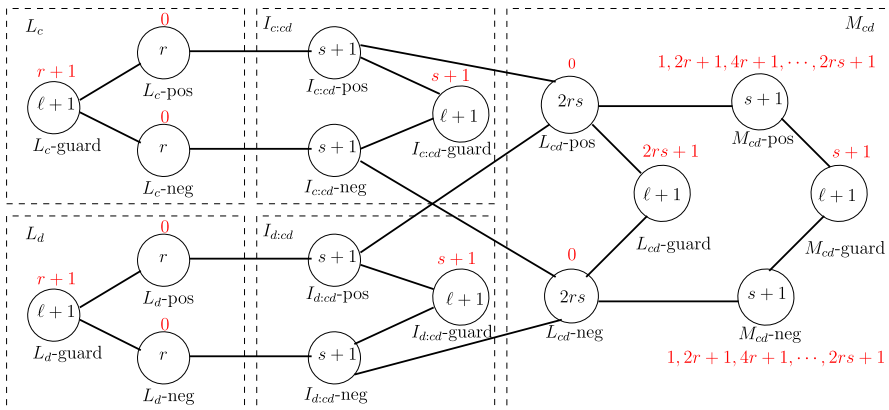 L_c
0
r
L_c-pos
r + 1
ℓ + 1
L_c-guard
0
r
L_c-neg
I_{c:cd}
s + 1
I_{c:cd}-pos
s + 1
ℓ + 1
I_{c:cd}-guard
s + 1
I_{c:cd}-neg
L_d
0
r
L_d-pos
r + 1
ℓ + 1
L_d-guard
0
r
L_d-neg
I_{d:cd}
s + 1
I_{d:cd}-pos
s + 1
ℓ + 1
I_{d:cd}-guard
s + 1
I_{d:cd}-neg
M_{cd}
0
2rs
L_{cd}-pos
1, 2r + 1, 4r + 1, · · · , 2rs + 1
s + 1
M_{cd}-pos
2rs + 1
ℓ + 1
L_{cd}-guard
s + 1
ℓ + 1
M_{cd}-guard
0
2rs
L_{cd}-neg
s + 1
M_{cd}-neg
1, 2r + 1, 4r + 1, · · · , 2rs + 1